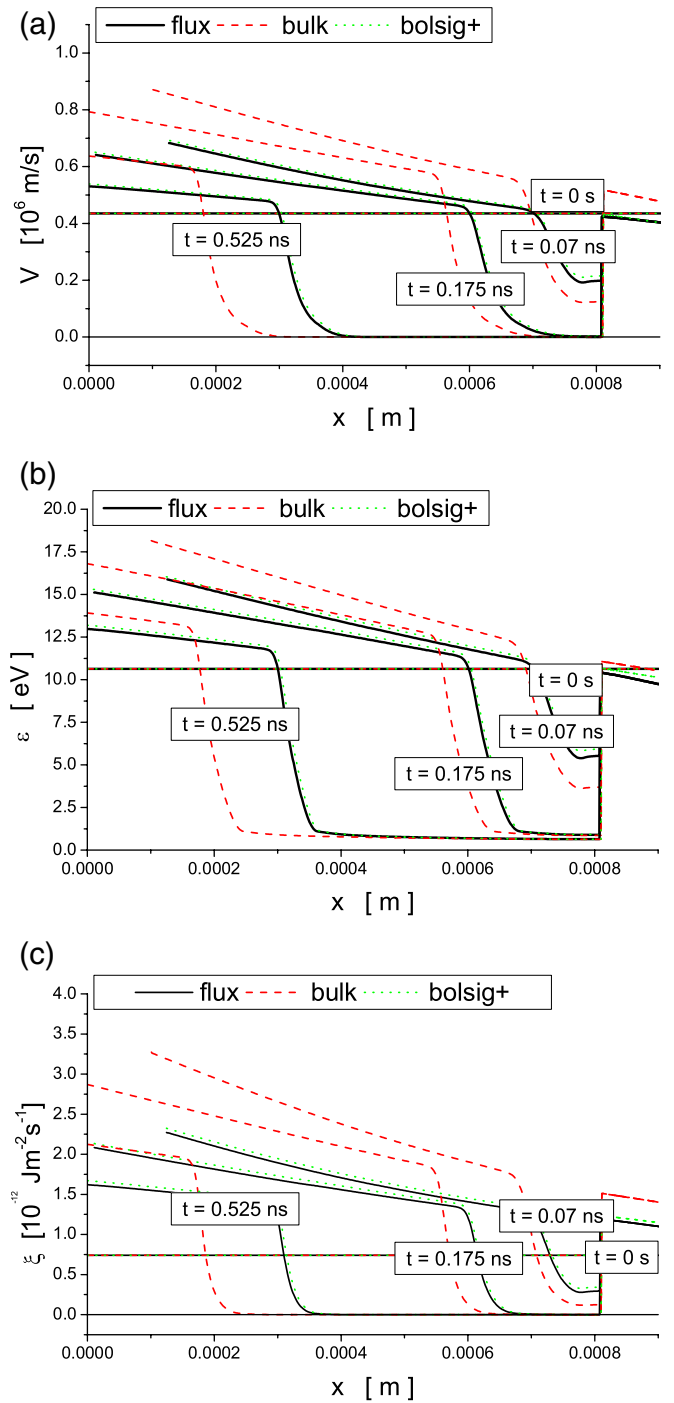 (a)
flux bulk bolsig+
1.0
0.8
0.6
0.4
0.2
0.0
V [10⁶ m/s]
t = 0 s
t = 0.07 ns
t = 0.525 ns
t = 0.175 ns
0.0000 0.0002 0.0004 0.0006 0.0008
x [ m ]
(b)
flux bulk bolsig+
20.0
17.5
15.0
12.5
10.0
7.5
5.0
2.5
0.0
ε [ eV ]
t = 0 s
t = 0.07 ns
t = 0.525 ns
t = 0.175 ns
0.0000 0.0002 0.0004 0.0006 0.0008
x [ m ]
(c)
flux bulk bolsig+
4.0
3.5
3.0
2.5
2.0
1.5
1.0
0.5
0.0
ξ [10⁻¹² Jm⁻²s⁻¹]
t = 0.525 ns
t = 0.07 ns
t = 0.175 ns
t = 0 s
0.0000 0.0002 0.0004 0.0006 0.0008
x [ m ]